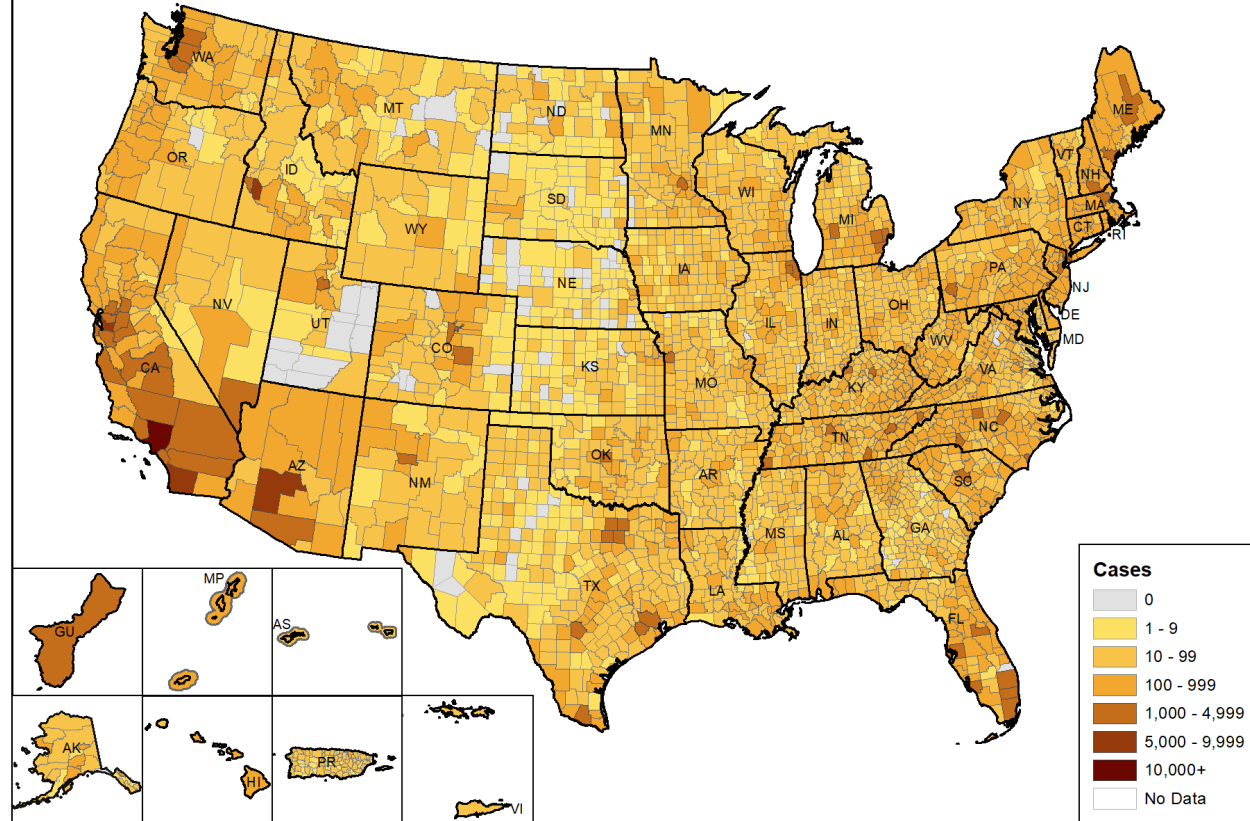 WA
MT
ND
MN
ME
OR
ID
SD
WI
MI
VT
NH
NY
MA
CT
RI
WY
IA
NE
PA
NJ
NV
UT
CO
IL
IN
OH
DE
MD
CA
KS
MO
WV
VA
KY
AZ
NM
OK
AR
TN
NC
SC
MS
AL
GA
TX
LA
FL
GU
MP
AS
AK
HI
PR
VI
Cases
0
1 - 9
10 - 99
100 - 999
1,000 - 4,999
5,000 - 9,999
10,000+
No Data